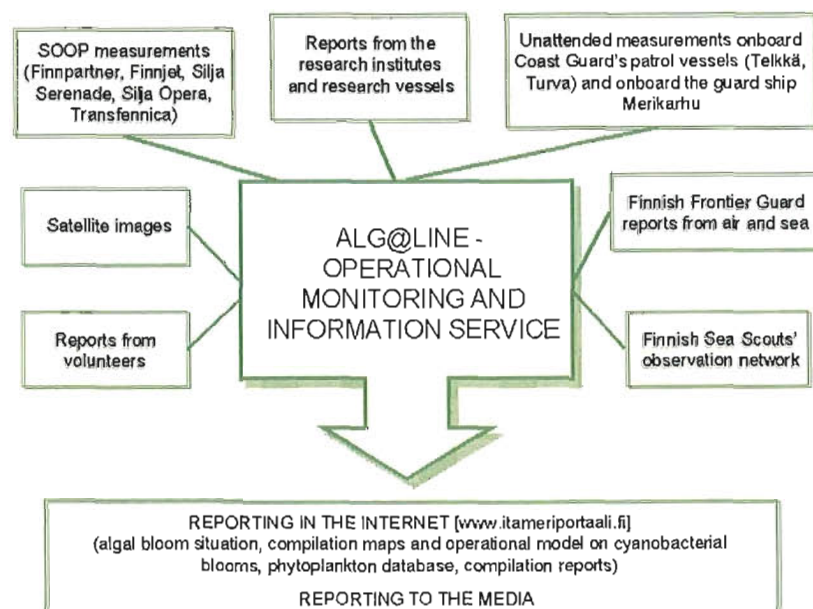 SOOP measurements
(Finnpartner, Finnjet, Silja
Serenade, Silja Opera,
Transfennica)
Reports from the
research institutes
and research vessels
Unattended measurements onboard
Coast Guard's patrol vessels (Telkkä,
Turva) and onboard the guard ship
Merikarhu
Satellite images
Reports from
volunteers
ALG@LINE -
OPERATIONAL
MONITORING AND
INFORMATION SERVICE
Finnish Frontier Guard
reports from air and sea
Finnish Sea Scouts'
observation network
REPORTING IN THE INTERNET [www.itameriportaali.fi]
(algal bloom situation, compilation maps and operational model on cyanobacterial
blooms, phytoplankton database, compilation reports)
REPORTING TO THE MEDIA